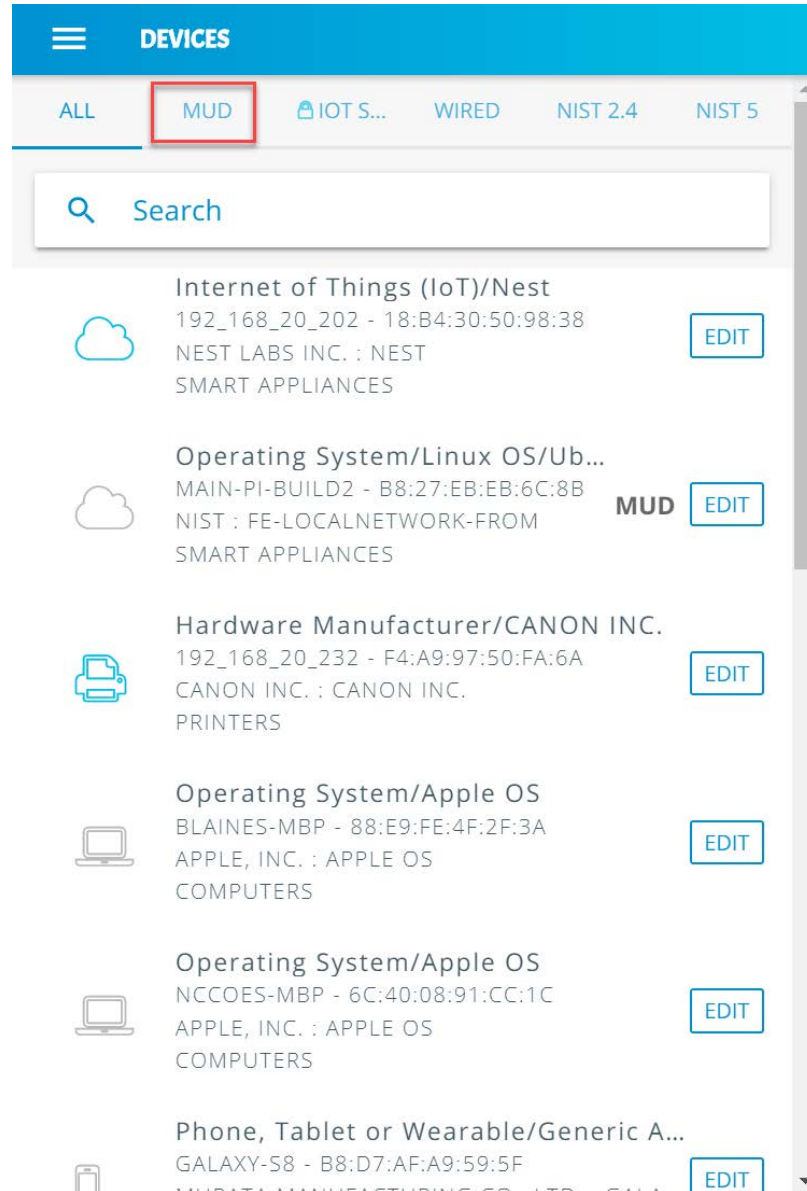 DEVICES
ALL MUD IOT S... WIRED NIST 2.4 NIST 5
Search
Internet of Things (IoT)/Nest
192_168_20_202 - 18:B4:30:50:98:38
EDIT
NEST LABS INC. : NEST
SMART APPLIANCES
Operating System/Linux OS/Ub...
MAIN-PI-BUILD2 - B8:27:EB:EB:6C:8B
MUD EDIT
NIST : FE-LOCALNETWORK-FROM
SMART APPLIANCES
Hardware Manufacturer/CANON INC.
192_168_20_232 - F4:A9:97:50:FA:6A
EDIT
CANON INC. : CANON INC.
PRINTERS
Operating System/Apple OS
BLAINES-MBP - 88:E9:FE:4F:2F:3A
EDIT
APPLE, INC. : APPLE OS
COMPUTERS
Operating System/Apple OS
NCCOES-MBP - 6C:40:08:91:CC:1C
EDIT
APPLE, INC. : APPLE OS
COMPUTERS
Phone, Tablet or Wearable/Generic A...
GALAXY-S8 - B8:D7:AF:A9:59:5F
EDIT
MURATA MANUFACTURING CO., LTD. : GALA